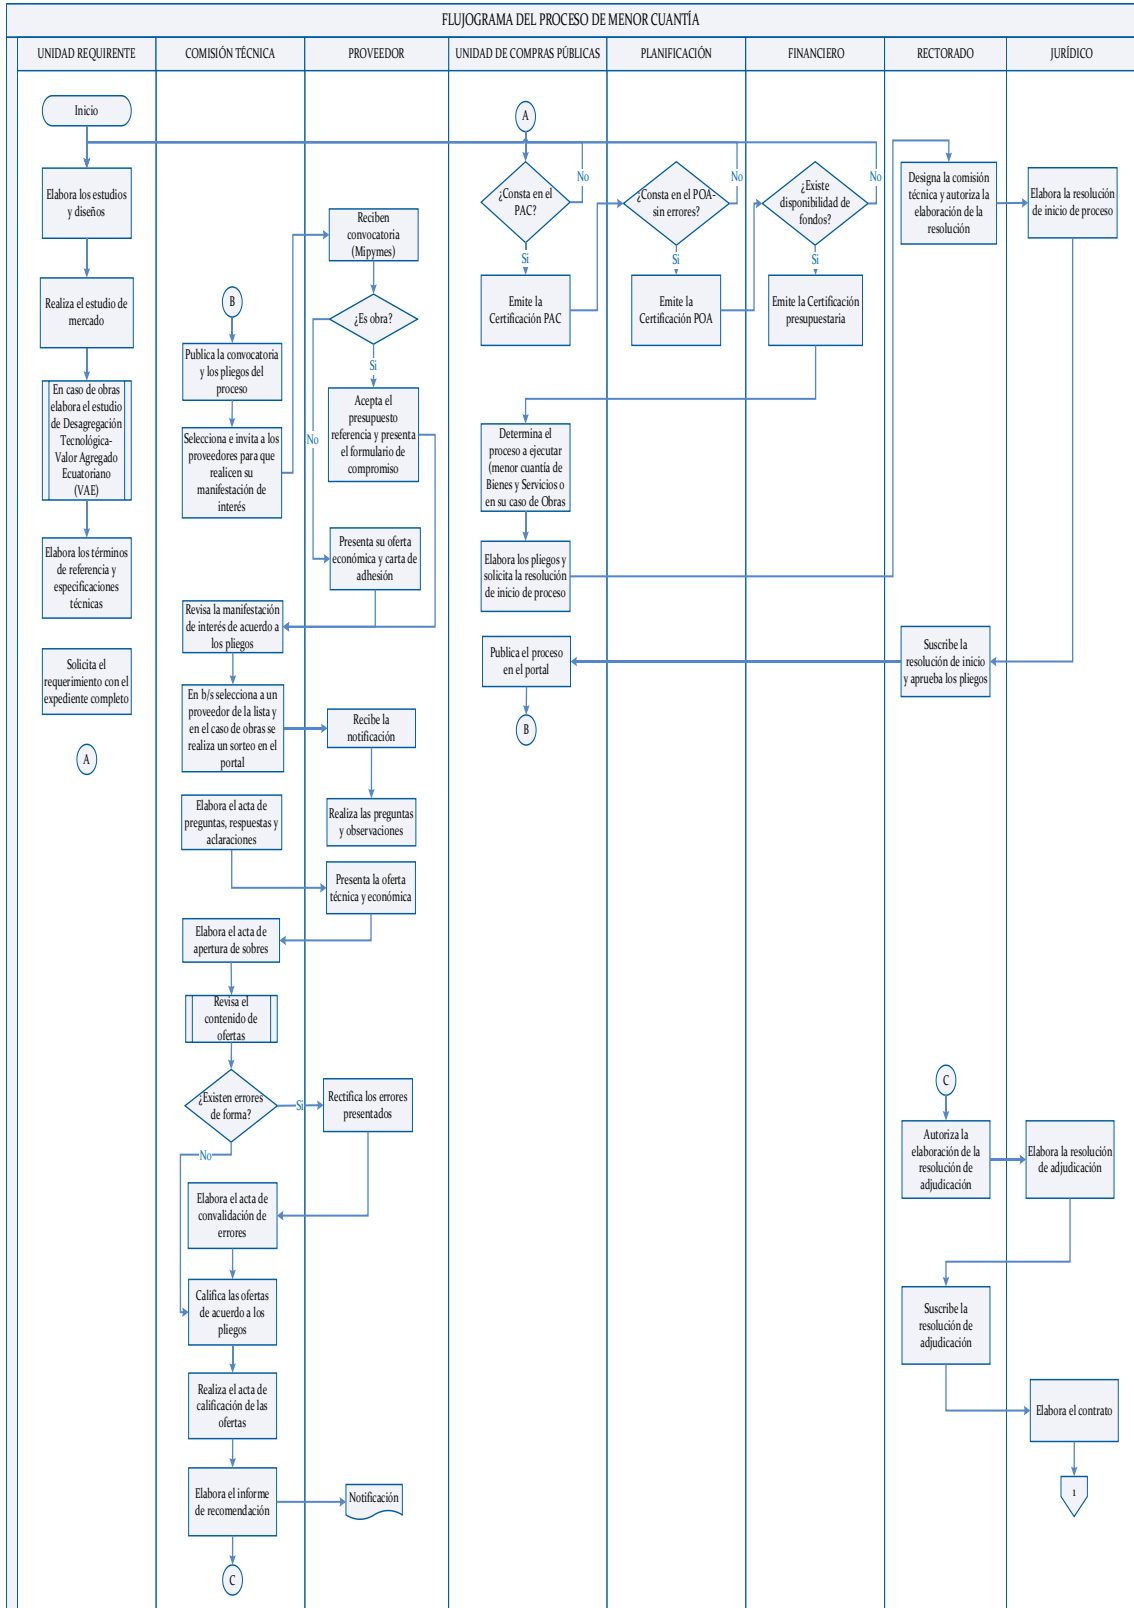 FLUJOGRAMA DEL PROCESO DE MENOR CUANTÍA
UNIDAD REQUIRENTE
COMISIÓN TÉCNICA
PROVEEDOR
UNIDAD DE COMPRAS PÚBLICAS
PLANIFICACIÓN
FINANCIERO
RECTORADO
JURÍDICO
Inicio
Elabora los estudios
y diseños
Realiza el estudio de
mercado
En caso de obras
elabora el estudio
de Desagregación
Tecnológica-
Valor Agregado
Ecuatoriano
(VAE)
Elabora los términos
de referencia y
especificaciones
técnicas
Solicita el
requerimiento con el
expediente completo
A
B
Publica la convocatoria
y los pliegos del
proceso
Selecciona e invita a los
proveedores para que
realicen su
manifestación de
interés
Revisa la manifestación
de interés de acuerdo a
los pliegos
En b/s selecciona a un
proveedor de la lista y
en el caso de obras se
realiza un sorteo en el
portal
Elabora el acta de
preguntas, respuestas y
aclaraciones
Elabora el acta de
apertura de sobres
Revisa el
contenido de
ofertas
¿Existen errores
de forma?
Si
No
Elabora el acta de
convalidación de
errores
Califica las ofertas
de acuerdo a los
pliegos
Realiza el acta de
calificación de las
ofertas
Elabora el informe
de recomendación
C
Reciben
convocatoria
(Mipymes)
¿Es obra?
Si
No
Acepta el
presupuesto
referencia y presenta
el formulario de
compromiso
Presenta su oferta
económica y carta de
adhesión
Recibe la
notificación
Realiza las preguntas
y observaciones
Presenta la oferta
técnica y económica
Rectifica los errores
presentados
Notificación
A
¿Consta en el
PAC?
No
Si
Emite la
Certificación PAC
Determina el
proceso a ejecutar
(menor cuantía de
Bienes y Servicios o
en su caso de Obras
Elabora los pliegos y
solicita la resolución
de inicio de proceso
Publica el proceso
en el portal
B
¿Consta en el POA-
sin errores?
No
Si
Emite la
Certificación POA
¿Existe
disponibilidad de
fondos?
No
Si
Emite la Certificación
presupuestaria
Designa la comisión
técnica y autoriza la
elaboración de la
resolución
Suscribe la
resolución de inicio
y aprueba los pliegos
C
Autoriza la
elaboración de la
resolución de
adjudicación
Suscribe la
resolución de
adjudicación
Elabora la resolución
de inicio de proceso
Elabora la resolución
de adjudicación
Elabora el contrato
1